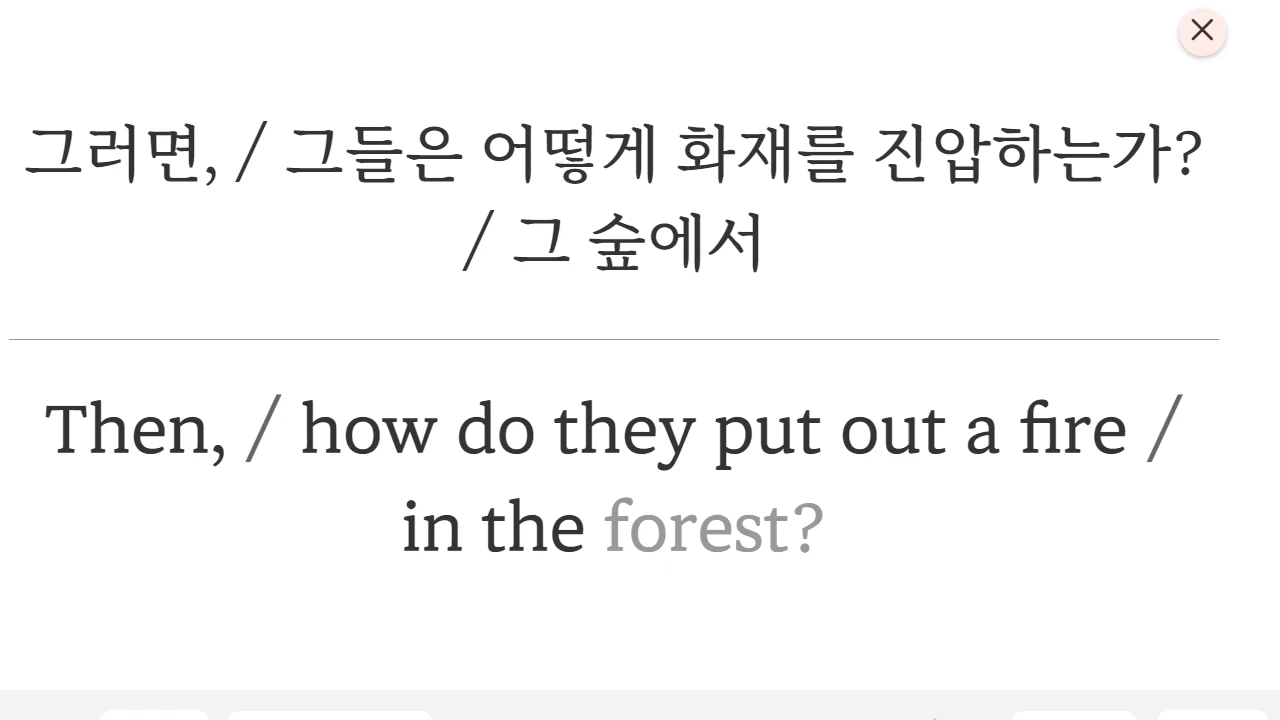 그러면, / 그들은 어떻게 화재를 진압하는가?
/ 그 숲에서
Then, / how do they put out a fire /
in the forest?